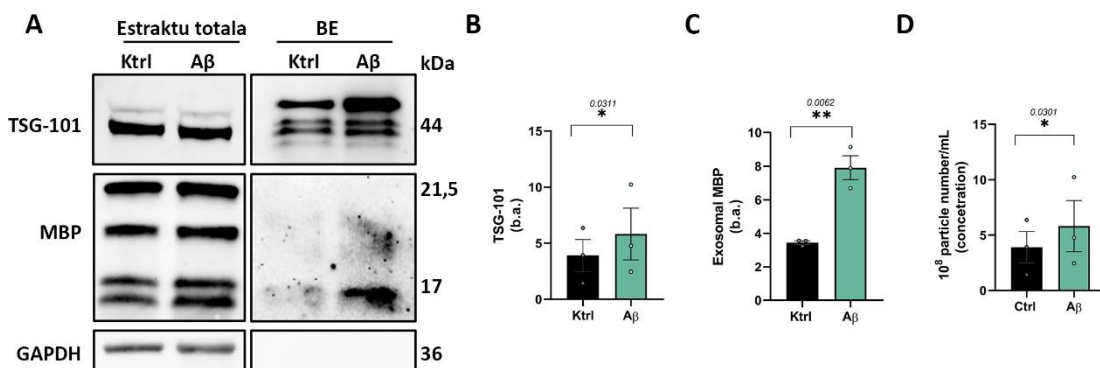 A
Estraktu totala
BE
Ktrl
Aβ
Ktrl
Aβ
kDa
TSG-101
44
21,5
MBP
17
GAPDH
36
B
0.0311
*
15
10
5
0
TSG-101
(b.a.)
Ktrl
Aβ
C
0.0062
**
10
8
6
4
2
0
Exosomal MBP
(b.a.)
Ktrl
Aβ
D
0.0301
*
15
10
5
0
10⁸ particle number/mL
(concetration)
Ctrl
Aβ